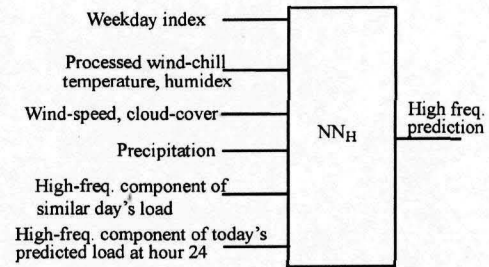 Weekday index
Processed wind-chill
temperature, humidex
Wind-speed, cloud-cover
Precipitation
High-freq. component of
similar day's load
High-freq. component of today's
predicted load at hour 24
NNH
High freq.
prediction